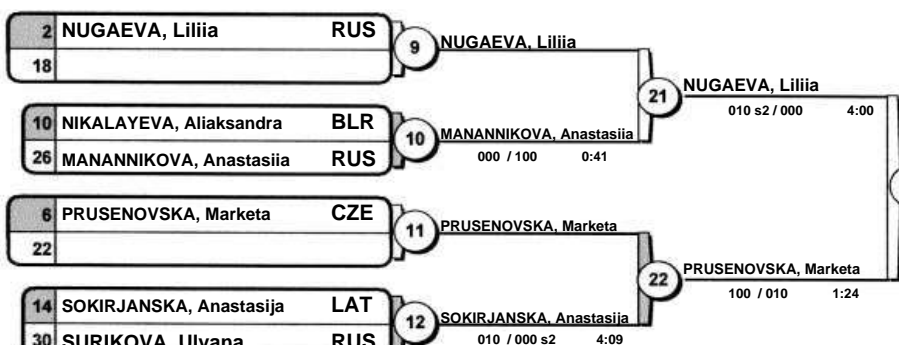 2 NUGAEVA, Liliia RUS
18
9
NUGAEVA, Liliia
10 NIKALAYEVA, Aliaksandra BLR
26 MANANNIKOVA, Anastasiia RUS
10
MANANNIKOVA, Anastasiia
000 / 100 0:41
21
NUGAEVA, Liliia
010 s2 / 000 4:00
6 PRUSENOVSKA, Marketa CZE
22
11
PRUSENOVSKA, Marketa
14 SOKIRJANSKA, Anastasija LAT
30 SURIKOVA, Ulyana RUS
12
SOKIRJANSKA, Anastasija
010 / 000 s2 4:09
22
PRUSENOVSKA, Marketa
100 / 010 1:24